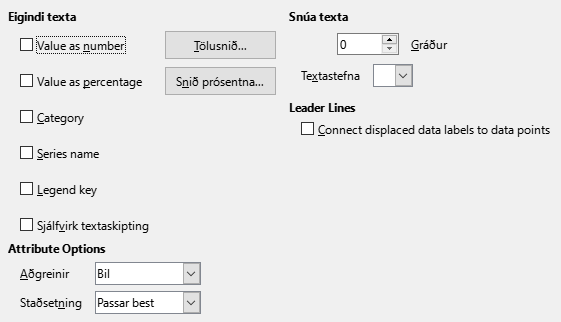 Eigindi texta
Value as number
Tölusnið...
Value as percentage
Snið prósentna...
Category
Series name
Legend key
Sjálfvirk textaskipting
Attribute Options
Aðgreinir
Bil
Staðsetning
Passar best
Snúa texta
0
Gráður
Textastefna
Leader Lines
Connect displaced data labels to data points